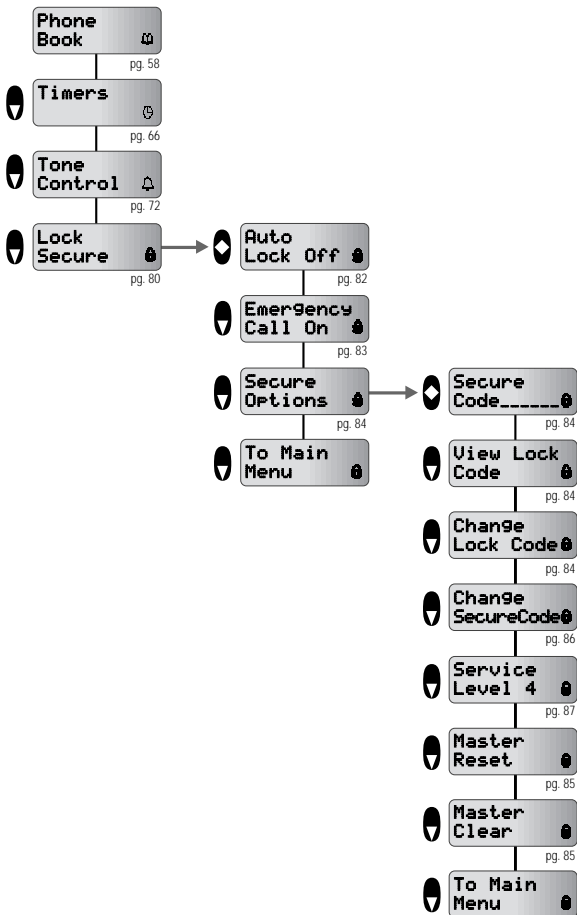 Phone
Book
pg. 58
Timers
pg. 66
Tone
Control
pg. 72
Lock
Secure
pg. 80
Auto
Lock Off
pg. 82
Emergency
Call On
pg. 83
Secure
Options
pg. 84
To Main
Menu
Secure
Code______
pg. 84
View Lock
Code
pg. 84
Change
Lock Code
pg. 84
Change
SecureCode
pg. 86
Service
Level 4
pg. 87
Master
Reset
pg. 85
Master
Clear
pg. 85
To Main
Menu